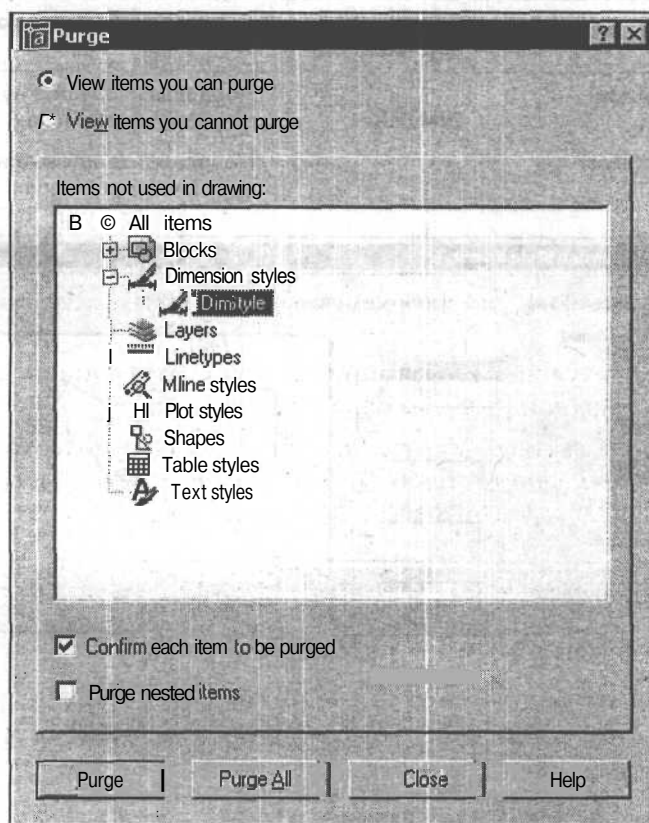 Purge
View items you can purge
View items you cannot purge
Items not used in drawing:
B © All items
Blocks
Dimension styles
Dimityle
Layers
Linetypes
Mline styles
j HI Plot styles
Shapes
Table styles
Text styles
Confirm each item to be purged
Purge nested items
Purge
Purge All
Close
Help